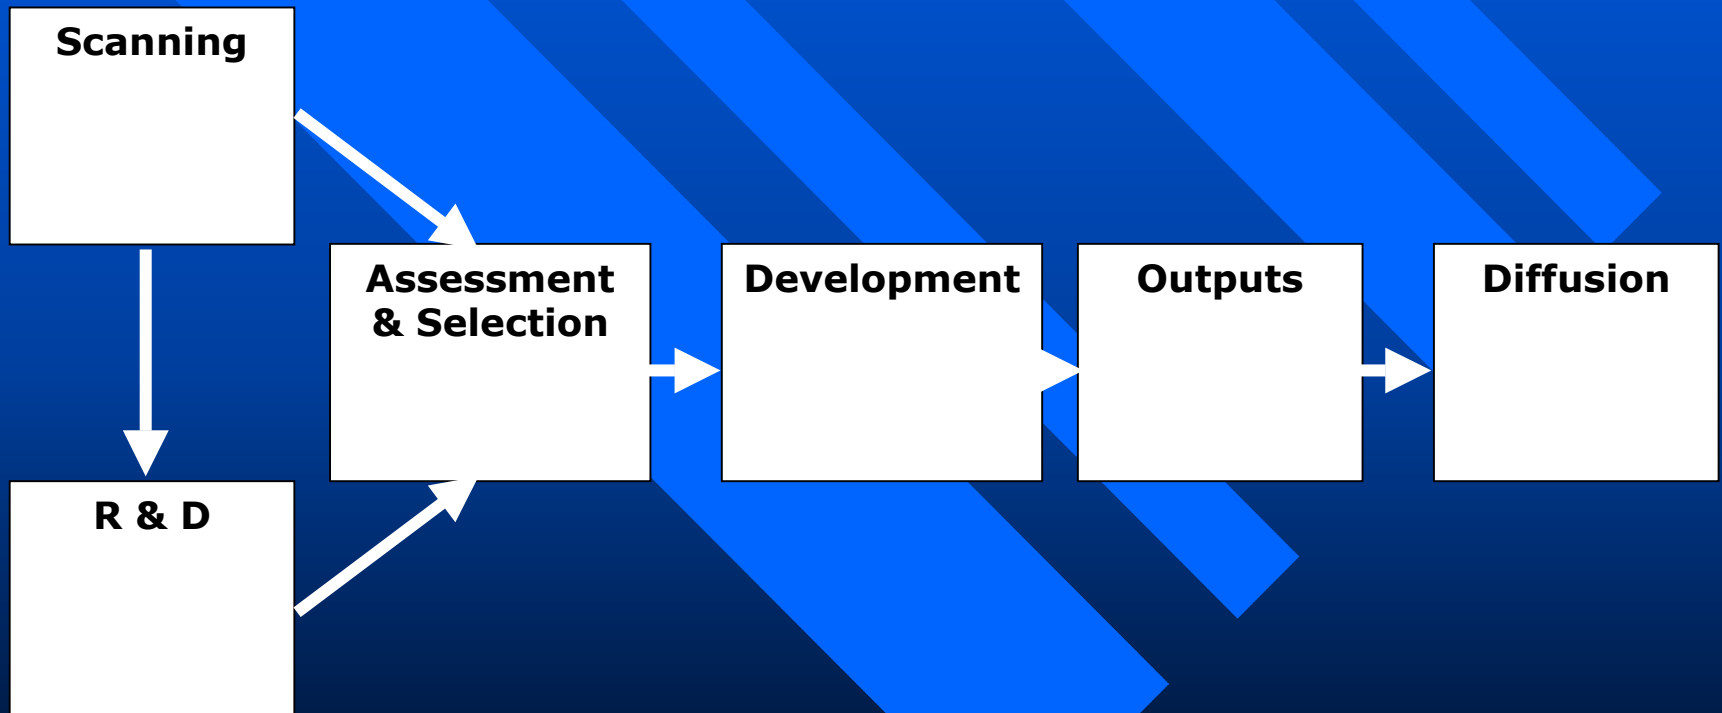 Scanning
Assessment
& Selection
Development
Outputs
Diffusion
R & D